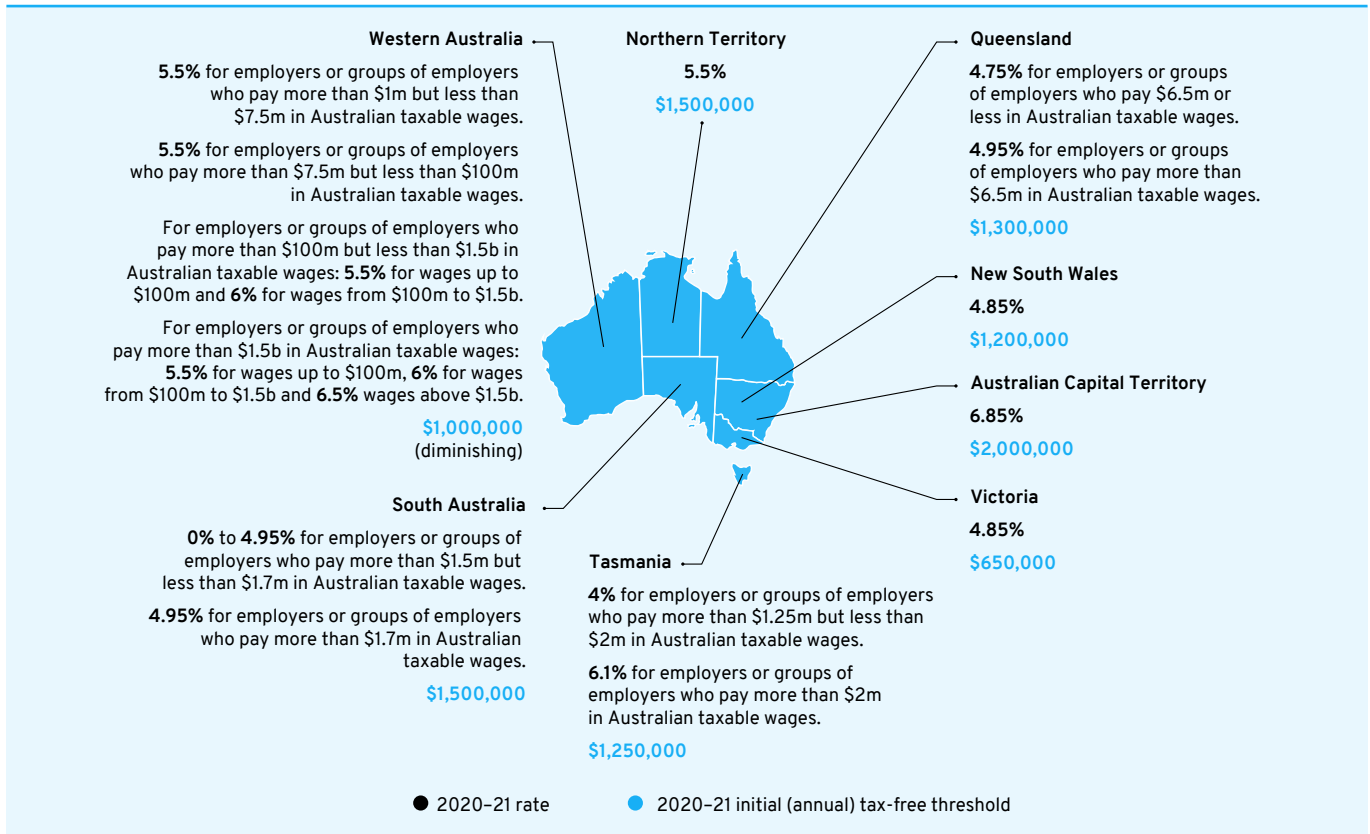 Western Australia
5.5% for employers or groups of employers
who pay more than $1m but less than
$7.5m in Australian taxable wages.
5.5% for employers or groups of employers
who pay more than $7.5m but less than $100m
in Australian taxable wages.
For employers or groups of employers who
pay more than $100m but less than $1.5b in
Australian taxable wages: 5.5% for wages up to
$100m and 6% for wages from $100m to $1.5b.
For employers or groups of employers who
pay more than $1.5b in Australian taxable wages:
5.5% for wages up to $100m, 6% for wages
from $100m to $1.5b and 6.5% wages above $1.5b.
$1,000,000
(diminishing)
South Australia
0% to 4.95% for employers or groups of
employers who pay more than $1.5m but
less than $1.7m in Australian taxable wages.
4.95% for employers or groups of employers
who pay more than $1.7m in Australian
taxable wages.
$1,500,000
Northern Territory
5.5%
$1,500,000
Tasmania
4% for employers or groups of employers
who pay more than $1.25m but less than
$2m in Australian taxable wages.
6.1% for employers or groups of
employers who pay more than $2m
in Australian taxable wages.
$1,250,000
Queensland
4.75% for employers or groups
of employers who pay $6.5m or
less in Australian taxable wages.
4.95% for employers or groups
of employers who pay more than
$6.5m in Australian taxable wages.
$1,300,000
New South Wales
4.85%
$1,200,000
Australian Capital Territory
6.85%
$2,000,000
Victoria
4.85%
$650,000
2020–21 rate
2020–21 initial (annual) tax-free threshold